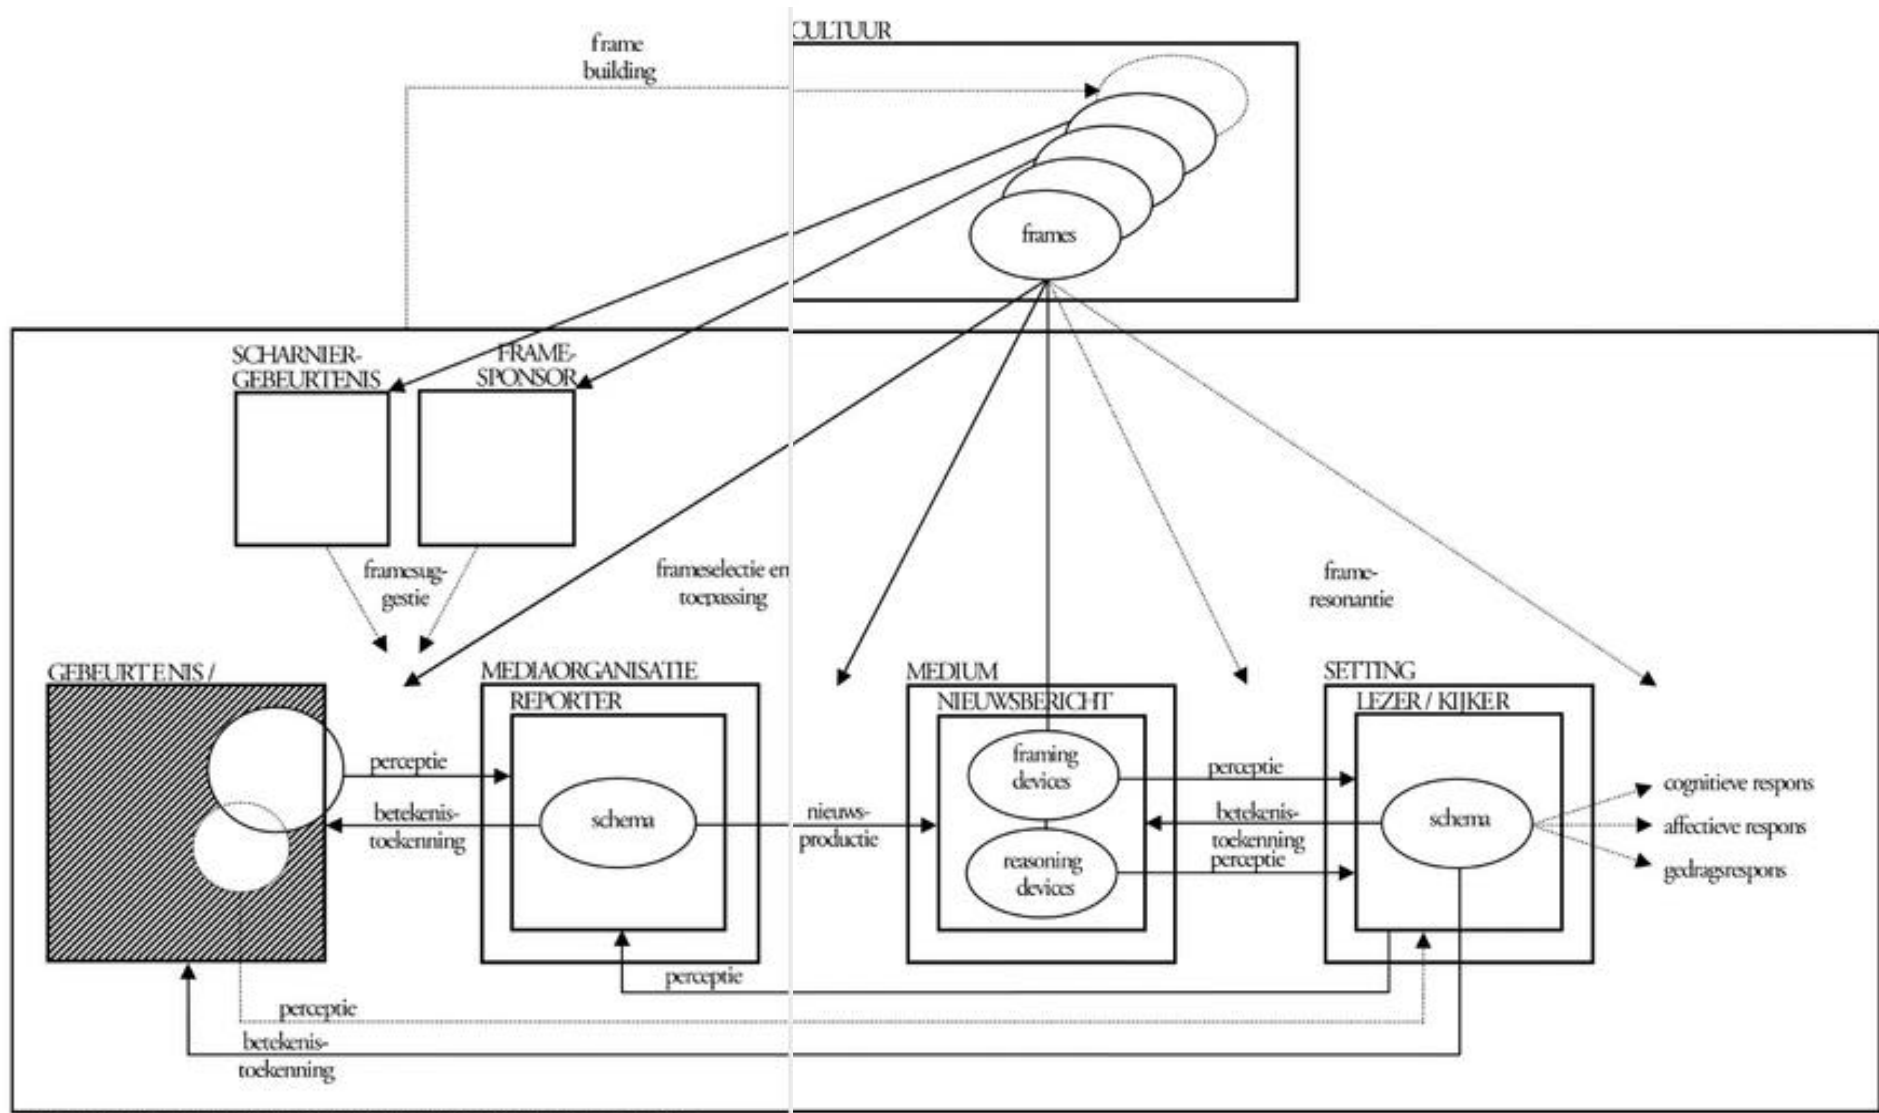 CULTUUR
frame
building
frames
SCHARNIER-
GEBEURTENIS
FRAME-
SPONSOR
framesug-
gestie
frameselectie en
toepassing
frame-
resonantie
GEBEURTENIS /
MEDIAORGANISATIE
REPORTER
MEDIUM
NIEUWSBERICHT
SETTING
LEZER / KIJKER
perceptie
betekenis-
toekenning
schema
nieuws-
productie
framing
devices
reasoning
devices
perceptie
betekenis-
toekenning
perceptie
schema
cognitieve respons
affectieve respons
gedragsrespons
perceptie
perceptie
betekenis-
toekenning